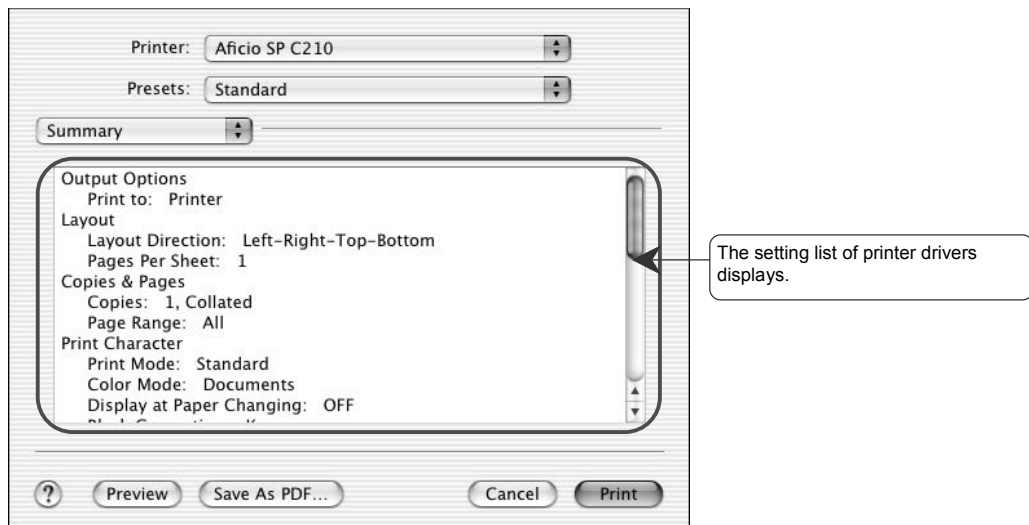 Printer: Aficio SP C210
Presets: Standard
Summary
Output Options
Print to: Printer
Layout
Layout Direction: Left-Right-Top-Bottom
Pages Per Sheet: 1
Copies & Pages
Copies: 1, Collated
Page Range: All
Print Character
Print Mode: Standard
Color Mode: Documents
Display at Paper Changing: OFF
The setting list of printer drivers
displays.
? Preview Save As PDF... Cancel Print